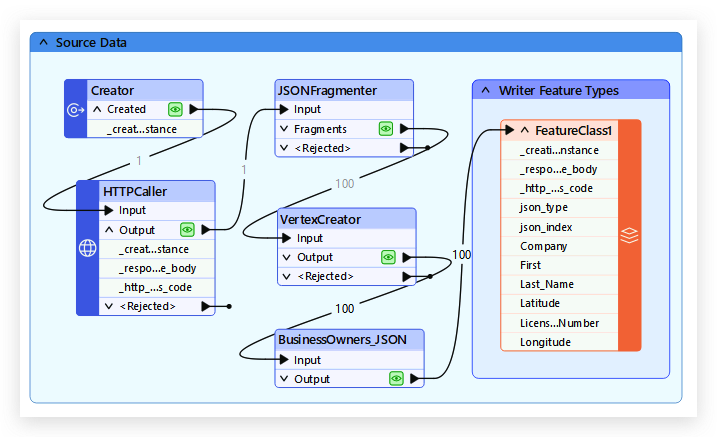 Source Data
Creator
Created
_creat...stance
1
HTTPCaller
Input
Output
_creat...stance
_respo...e_body
_http_...s_code
<Rejected>
1
JSONFragmenter
Input
Fragments
<Rejected>
100
VertexCreator
Input
Output
<Rejected>
100
BusinessOwners_JSON
Input
Output
100
Writer Feature Types
FeatureClass1
_creati...nstance
_respo...e_body
_http_...s_code
json_type
json_index
Company
First
Last_Name
Latitude
Licens...Number
Longitude